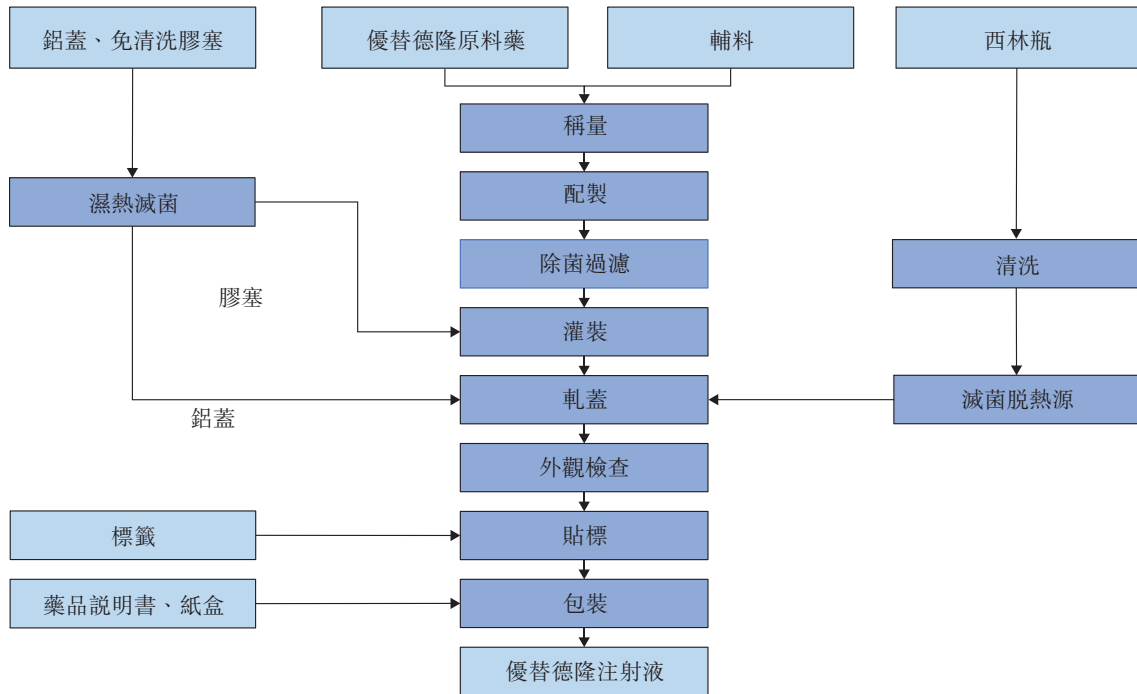 鋁蓋、免清洗膠塞
優替德隆原料藥
輔料
西林瓶
稱量
濕熱滅菌
配製
除菌過濾
清洗
膠塞
灌裝
鋁蓋
軋蓋
滅菌脱熱源
外觀檢查
標籤
貼標
藥品説明書、紙盒
包裝
優替德隆注射液